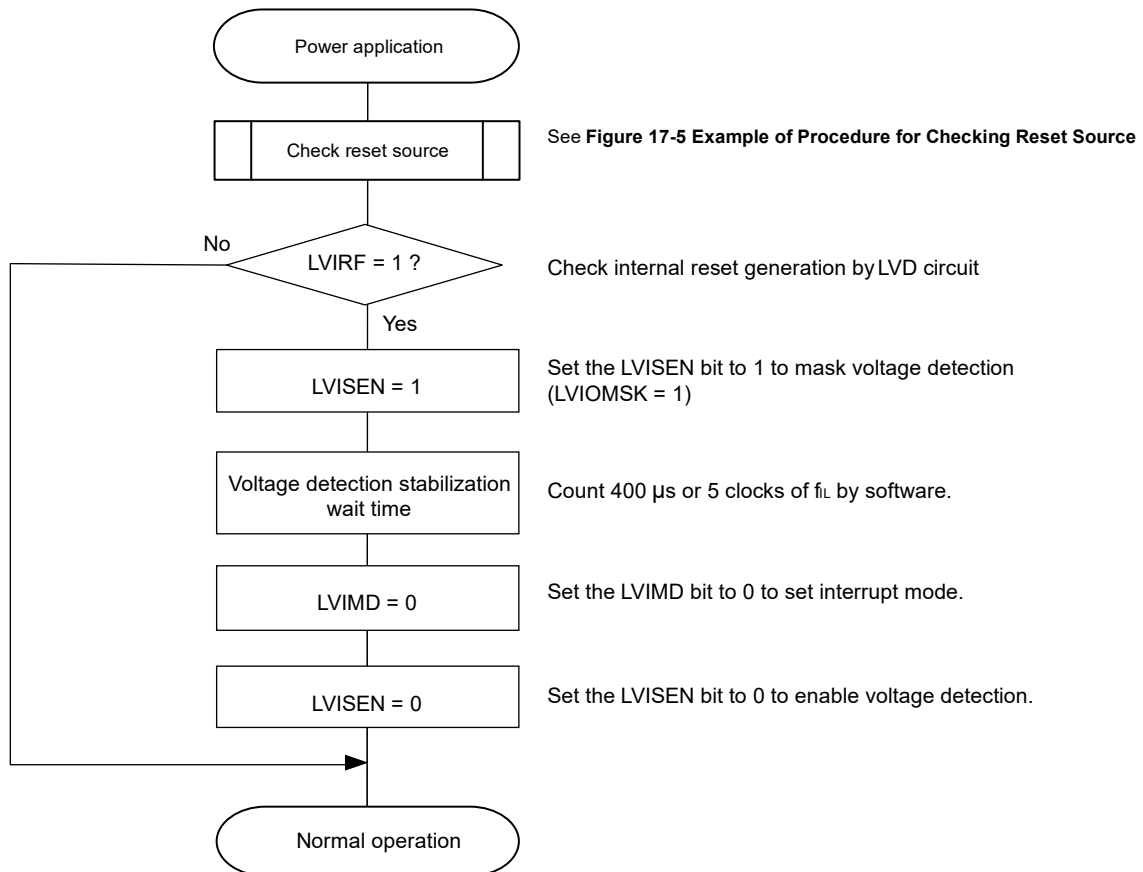 Power application
Check reset source
See Figure 17-5 Example of Procedure for Checking Reset Source
No
LVIRF = 1 ?
Check internal reset generation by LVD circuit
Yes
LVISEN = 1
Set the LVISEN bit to 1 to mask voltage detection
(LVIOMSK = 1)
Voltage detection stabilization
wait time
Count 400 μs or 5 clocks of fIL by software.
LVIMD = 0
Set the LVIMD bit to 0 to set interrupt mode.
LVISEN = 0
Set the LVISEN bit to 0 to enable voltage detection.
Normal operation